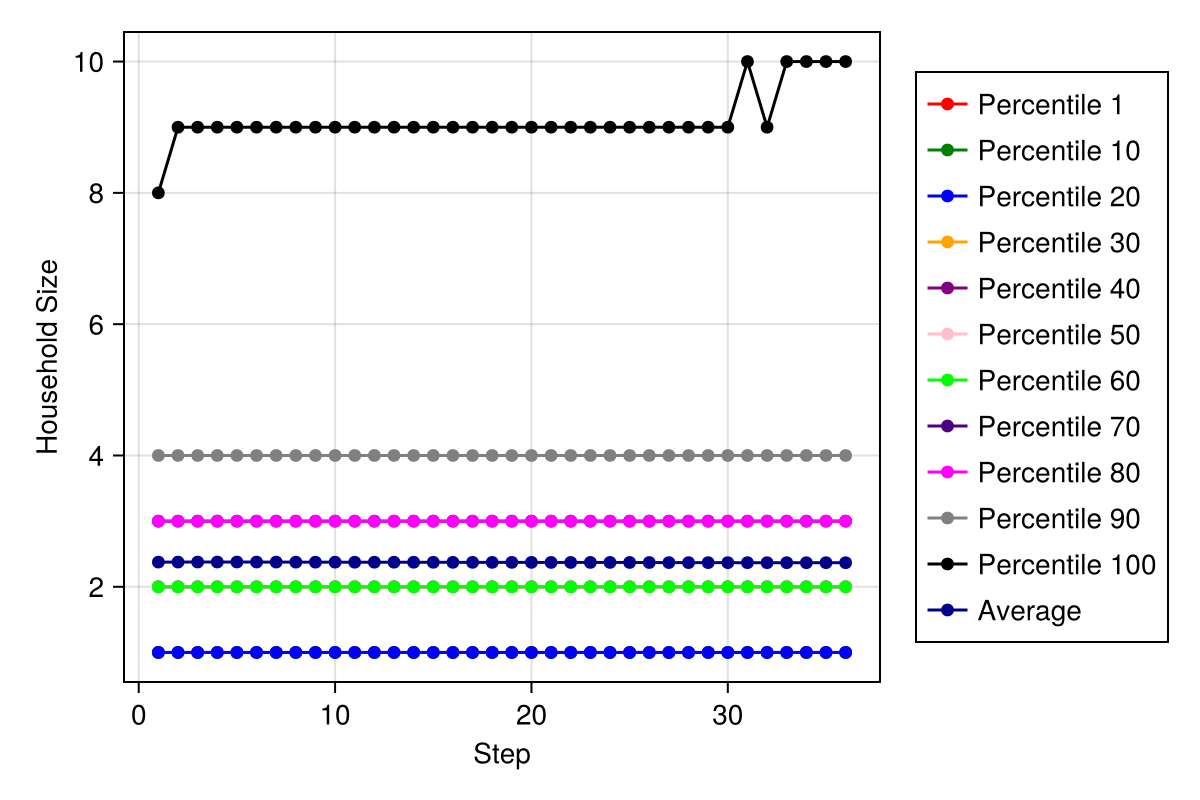 10
8
6
4
2
Household Size
0 10 20 30
Step
Percentile 1
Percentile 10
Percentile 20
Percentile 30
Percentile 40
Percentile 50
Percentile 60
Percentile 70
Percentile 80
Percentile 90
Percentile 100
Average